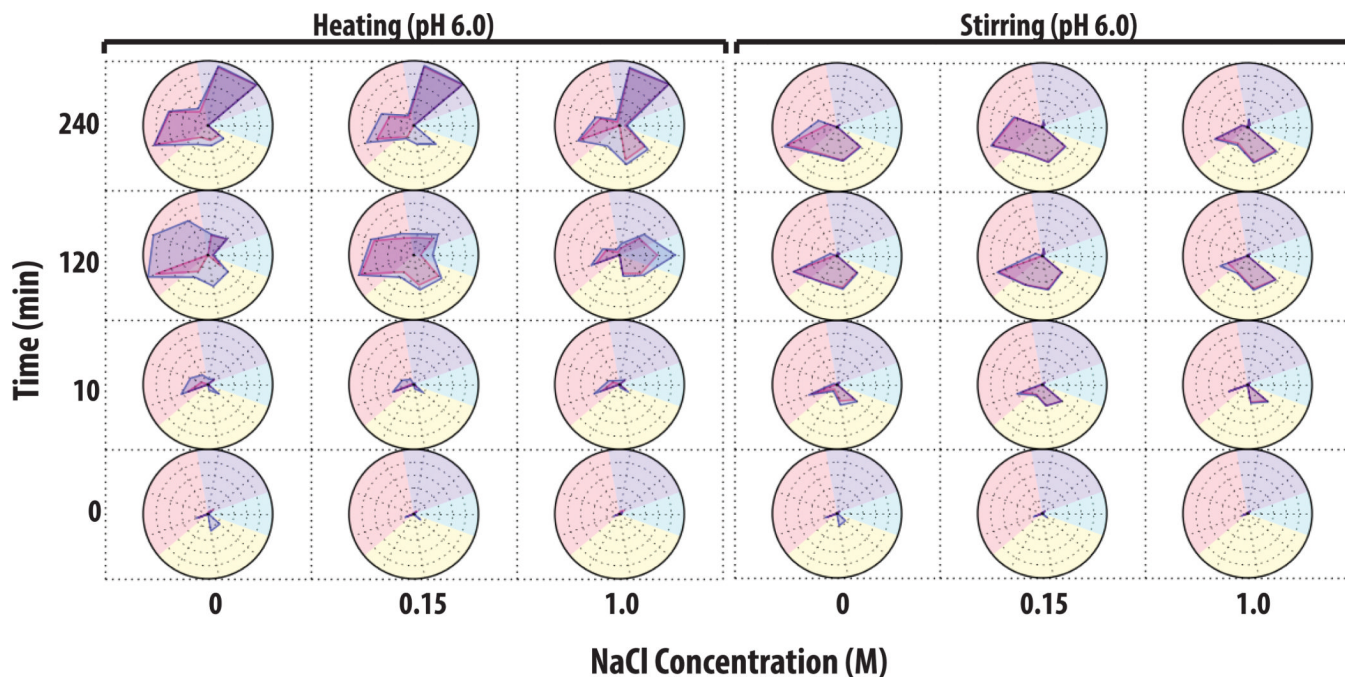 Heating (pH 6.0) Stirring (pH 6.0)
240
120
10
0
Time (min)
0 0.15 1.0 0 0.15 1.0
NaCl Concentration (M)